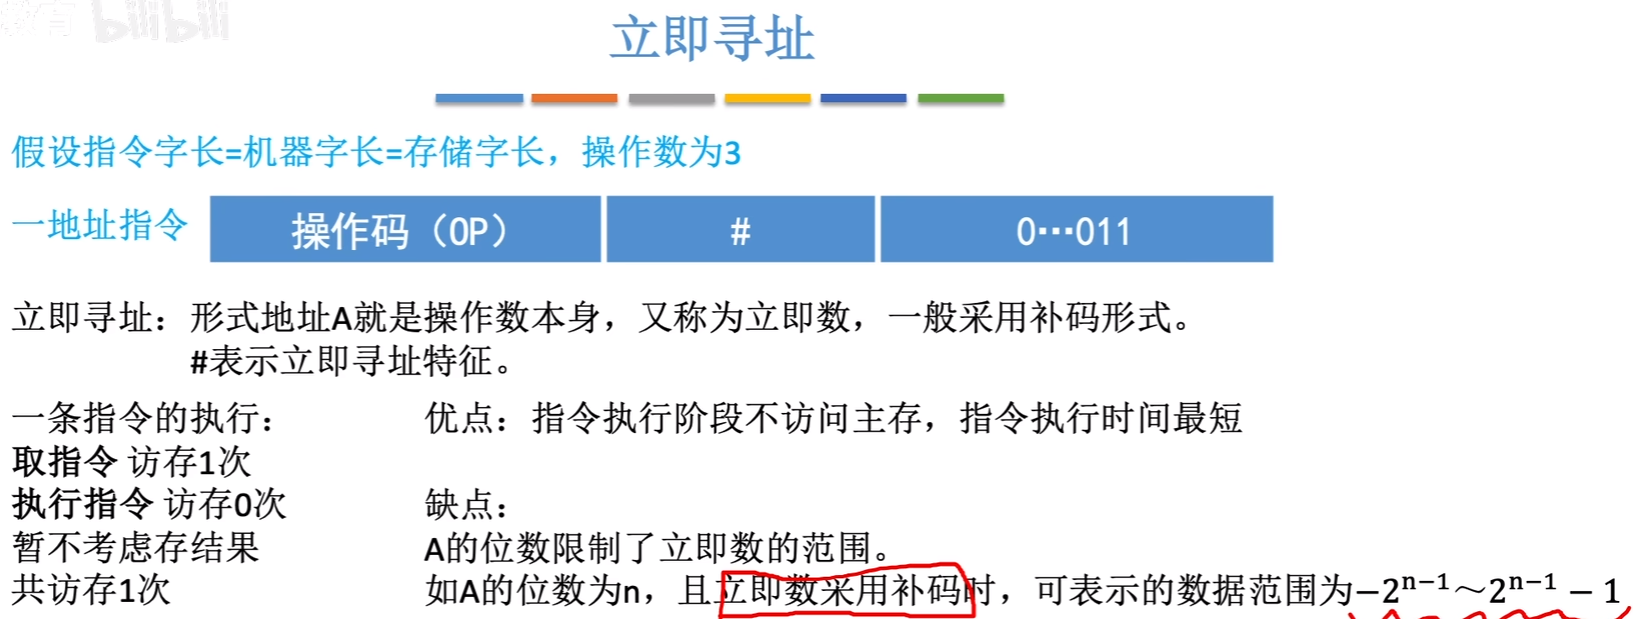 教育 bilibili
立即寻址
假设指令字长=机器字长=存储字长，操作数为3
一地址指令 操作码（OP） # 0…011
立即寻址：形式地址A就是操作数本身，又称为立即数，一般采用补码形式。
#表示立即寻址特征。
一条指令的执行： 优点：指令执行阶段不访问主存，指令执行时间最短
取指令 访存1次
执行指令 访存0次 缺点：
暂不考虑存结果 A的位数限制了立即数的范围。
共访存1次 如A的位数为n，且立即数采用补码时，可表示的数据范围为−2ⁿ⁻¹～2ⁿ⁻¹ − 1